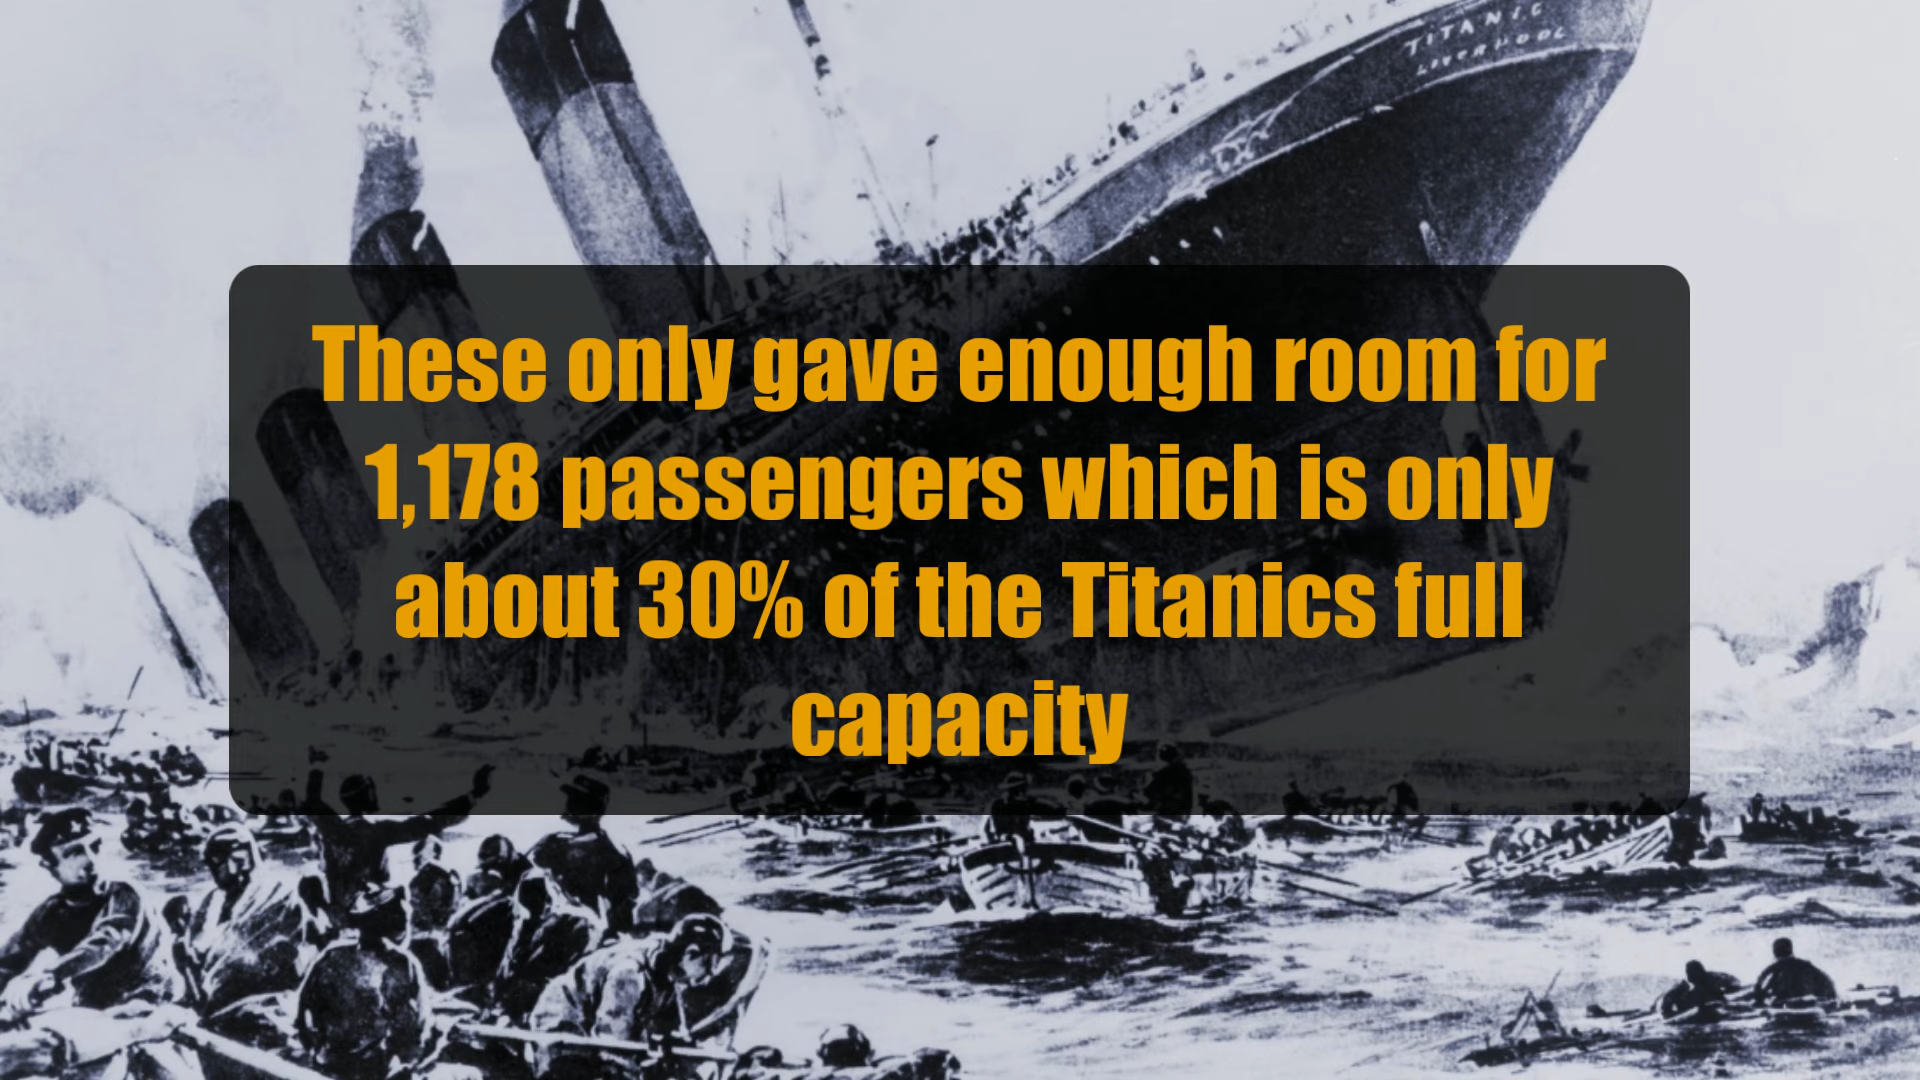 TITANIC
LIVERPOOL
These only gave enough room for
1,178 passengers which is only
about 30% of the Titanics full
capacity